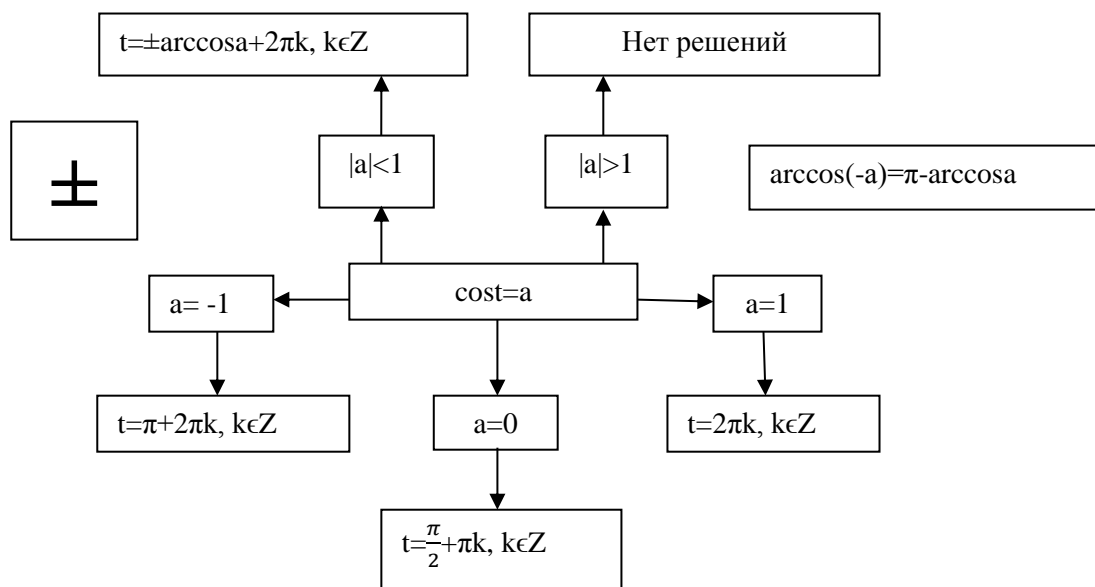 t=±arccosa+2πk, kϵZ
Нет решений
±
|a|<1
|a|>1
arccos(-a)=π-arccosa
cost=a
a= -1
a=1
t=π+2πk, kϵZ
a=0
t=2πk, kϵZ
t=π/2+πk, kϵZ